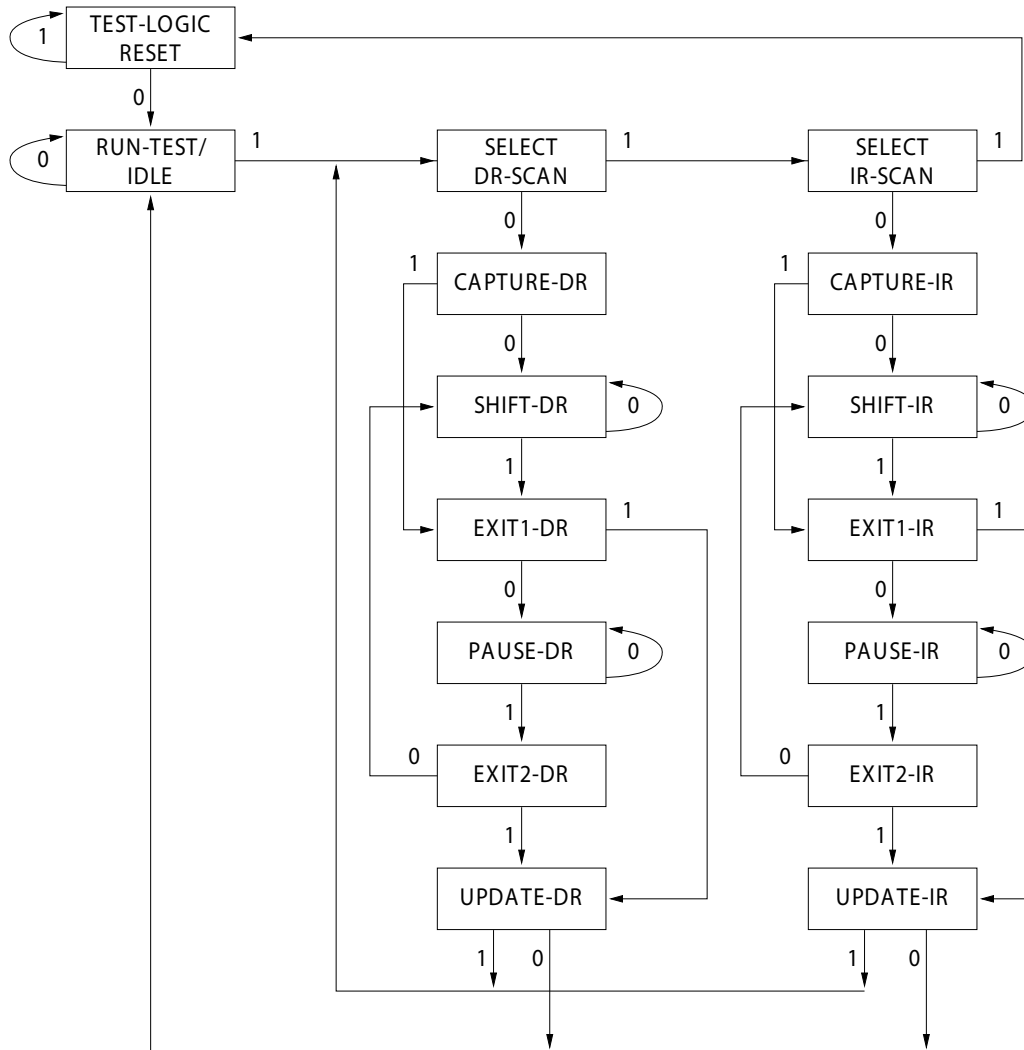 TEST-LOGIC
RESET
1
0
RUN-TEST/
IDLE
0
1
SELECT
DR-SCAN
1
SELECT
IR-SCAN
1
0
0
1
CAPTURE-DR
1
CAPTURE-IR
0
0
SHIFT-DR
0
SHIFT-IR
0
1
1
EXIT1-DR
1
EXIT1-IR
1
0
0
PAUSE-DR
0
PAUSE-IR
0
1
1
0
EXIT2-DR
0
EXIT2-IR
1
1
UPDATE-DR
UPDATE-IR
1
0
1
0